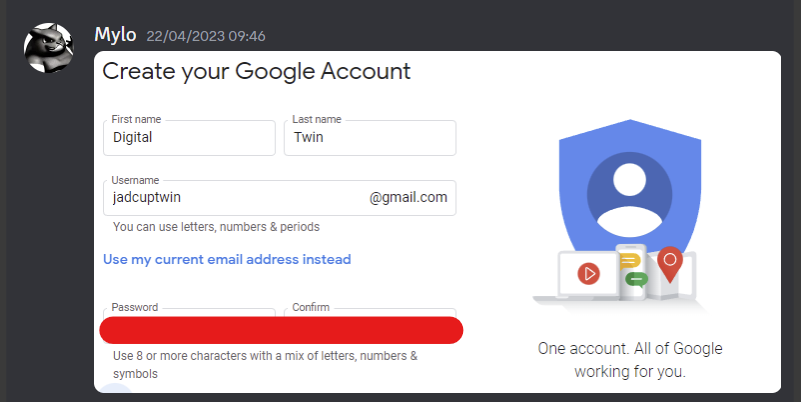 Mylo 22/04/2023 09:46
Create your Google Account
First name
Last name
Digital
Twin
Username
jadcuptwin
@gmail.com
You can use letters, numbers & periods
Use my current email address instead
Password
Confirm
Use 8 or more characters with a mix of letters, numbers &
symbols
One account. All of Google
working for you.